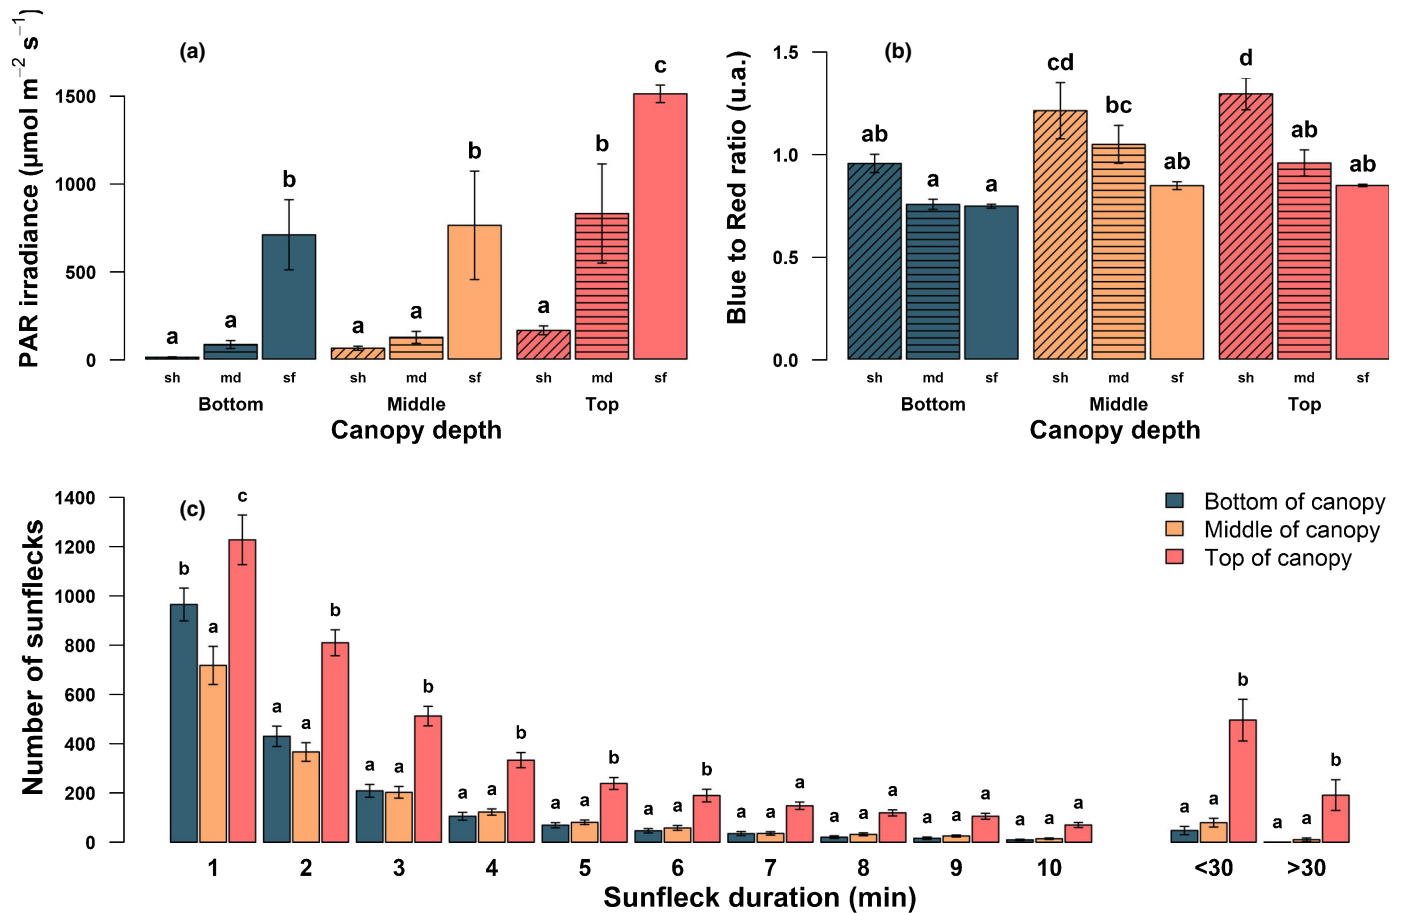 (a)
PAR irradiance (µmol m−2 s−1)
1500
1000
500
0
a
a
b
a
a
b
a
b
c
sh md sf sh md sf sh md sf
Bottom Middle Top
Canopy depth
(b)
Blue to Red ratio (u.a.)
1.5
1.0
0.5
0.0
ab
a
a
cd
bc
ab
d
ab
ab
sh md sf sh md sf sh md sf
Bottom Middle Top
Canopy depth
(c)
Number of sunflecks
1400
1200
1000
800
600
400
200
0
b a c
a a b
a a b
a a b
a a b
a a b
a a a
a a a
a a a
a a a
a a b
a a b
1 2 3 4 5 6 7 8 9 10 <30 >30
Sunfleck duration (min)
Bottom of canopy
Middle of canopy
Top of canopy